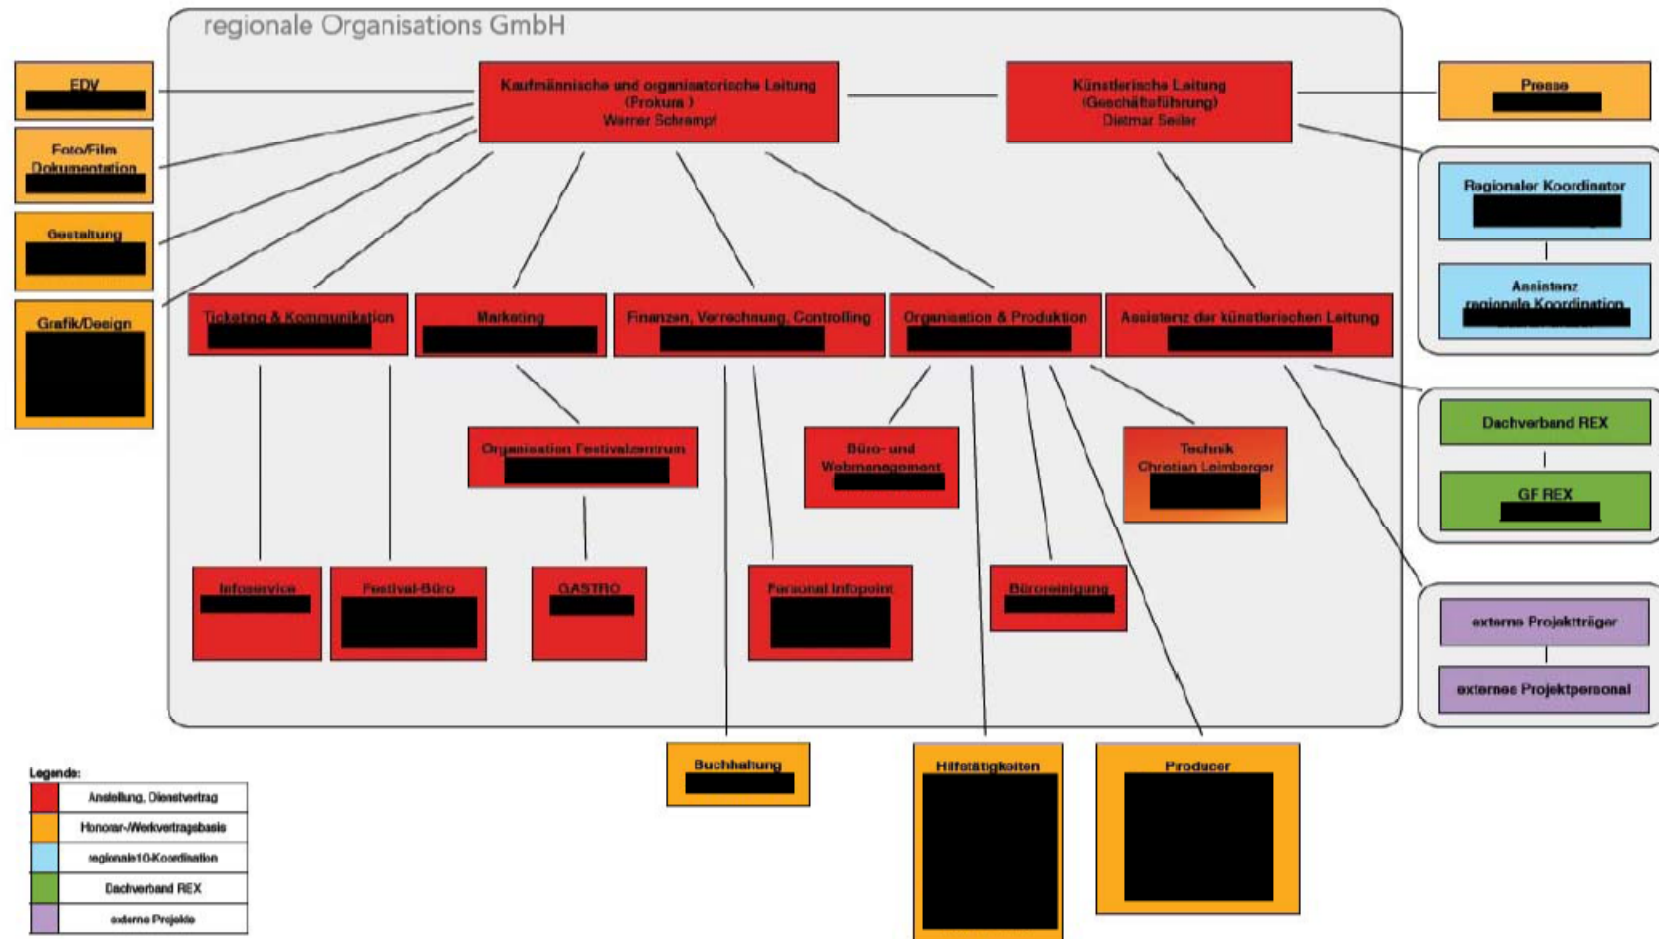 regionale Organisations GmbH
EDV
Kaufmännische und organisatorische Leitung
(Prokura )
Werner Schrempf
Künstlerische Leitung
(Geschäftsführung)
Dietmar Seiler
Presse
Foto/Film
Dokumentation
Regionaler Koordinator
Gestaltung
Assistenz
regionale Koordination
Grafik/Design
Ticketing & Kommunikation
Marketing
Finanzen, Verrechnung, Controlling
Organisation & Produktion
Assistenz der künstlerischen Leitung
Dachverband REX
GF REX
Organisation Festivalzentrum
Büro- und
Webmanagement
Technik
Christian Leimberger
Infoservice
Festival-Büro
GASTRO
Personal Infopoint
Büroreinigung
externe Projektträger
externes Projektpersonal
Buchhaltung
Hilfstätigkeiten
Producer
Legende:
Anstellung, Dienstvertrag
Honorar-/Werkvertragsbasis
regionale10-Koordination
Dachverband REX
externe Projekte